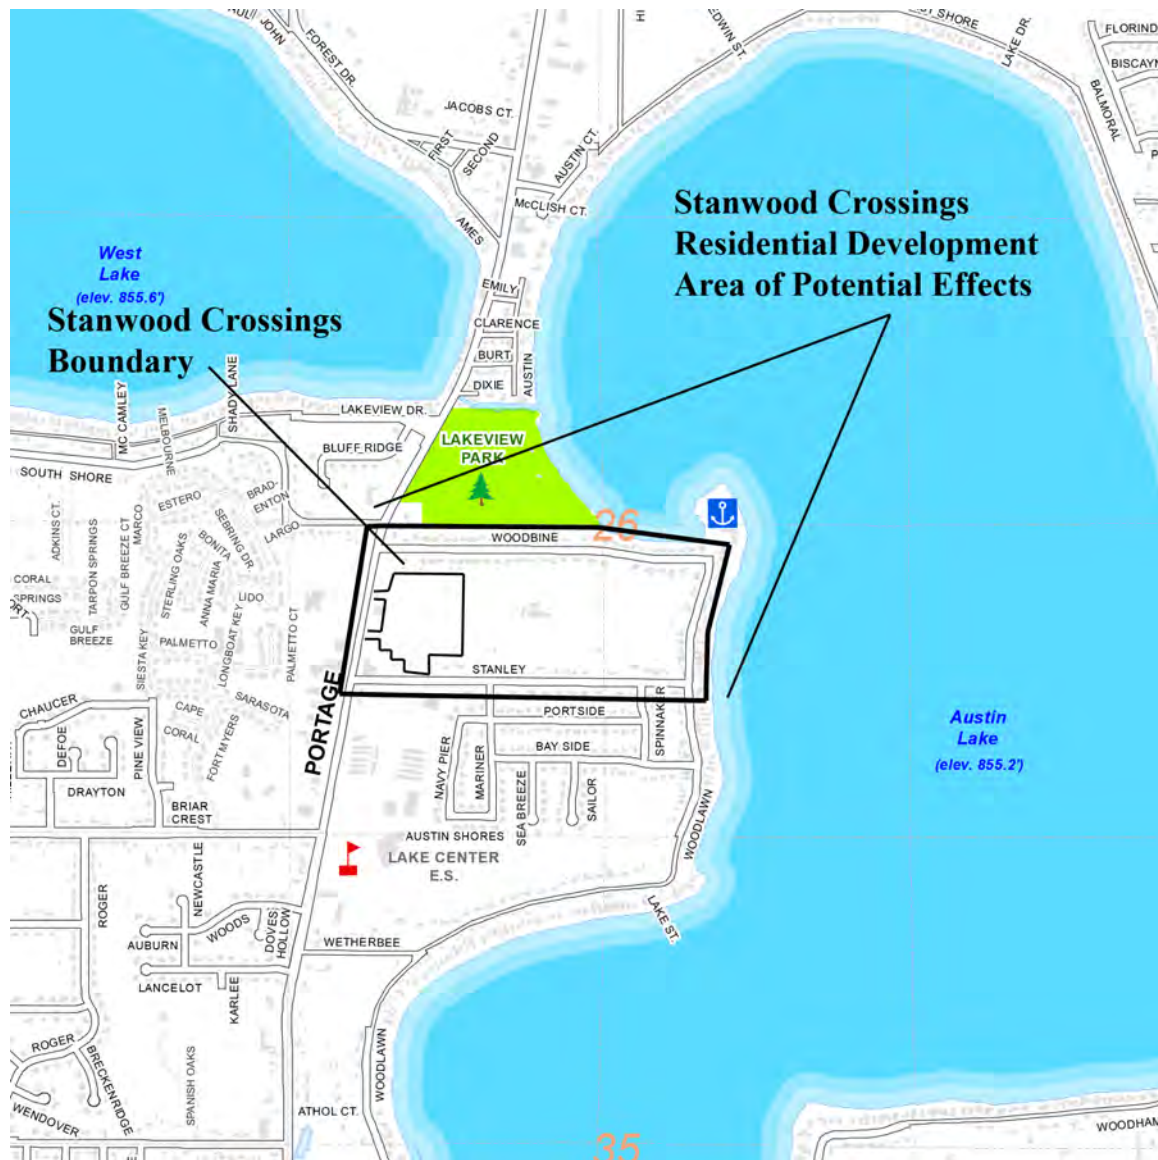 PAUL
JOHN
FOREST DR.
EDWIN ST.
SHORE
LAKE DR.
FLORIND
BISCAYN
BALMORAL
JACOBS CT.
FIRST
SECOND
AUSTIN CT.
McCLISH CT.
AMES
Stanwood Crossings
Residential Development
Area of Potential Effects
West
Lake
(elev. 855.6')
Stanwood Crossings
Boundary
EMILY
CLARENCE
BURT
DIXIE
AUSTIN
MC CAMLEY
SHADY LANE
MELBOURNE
LAKEVIEW DR.
BLUFF RIDGE
LAKEVIEW
PARK
SOUTH SHORE
ESTERO
BRAD-
ENTON
LARGO
SEBRING DR
BONITA
ADKINS CT.
TARPON SPRINGS
GULF BREEZE CT
MARCO
STERLING OAKS
ANNA MARIA
LIDO
CORAL
SPRINGS
GULF
BREEZE
PALMETTO
LONGBOAT KEY
PALMETTO CT
SIESTA KEY
26
WOODBINE
STANLEY
PORTAGE
SARASOTA
CAPE
CORAL
FORT MYERS
CHAUCER
DEFOE
PINE VIEW
DRAYTON
BRIAR
CREST
PORTSIDE
SPINNAKER
BAY SIDE
NAVY PIER
MARINER
SEA BREEZE
SAILOR
WOODLAWN
Austin
Lake
(elev. 855.2')
AUSTIN SHORES
LAKE CENTER
E.S.
LAKE ST.
ROGER
NEWCASTLE
WOODS
DOVES
HOLLOW
AUBURN
LANCELOT
KARLEE
WETHERBEE
WOODLAWN
ROGER
BRECKENRIDGE
WENDOVER
SPANISH OAKS
ATHOL CT.
35
WOODHAM